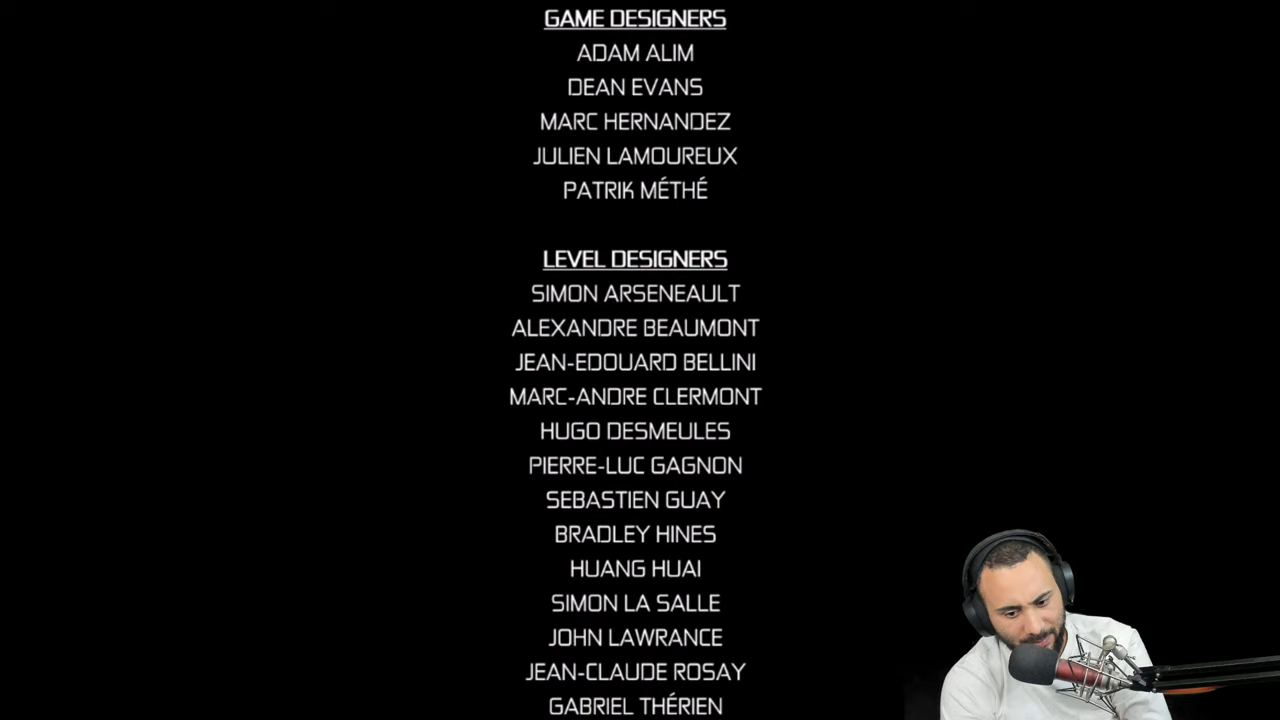 GAME DESIGNERS
ADAM ALIM
DEAN EVANS
MARC HERNANDEZ
JULIEN LAMOUREUX
PATRIK MÉTHÉ
LEVEL DESIGNERS
SIMON ARSENEAULT
ALEXANDRE BEAUMONT
JEAN-EDOUARD BELLINI
MARC-ANDRE CLERMONT
HUGO DESMEULES
PIERRE-LUC GAGNON
SEBASTIEN GUAY
BRADLEY HINES
HUANG HUAI
SIMON LA SALLE
JOHN LAWRANCE
JEAN-CLAUDE ROSAY
GABRIEL THÉRIEN